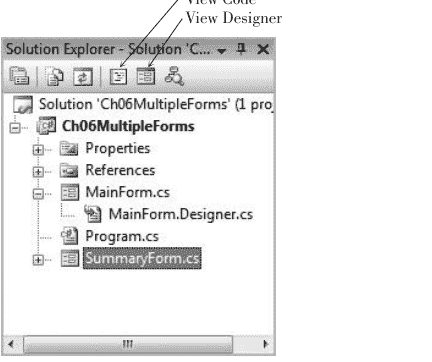 View Code
View Designer
Solution Explorer - Solution 'C...
Solution 'Ch06MultipleForms' (1 pro
Ch06MultipleForms
Properties
References
MainForm.cs
MainForm.Designer.cs
Program.cs
SummaryForm.cs